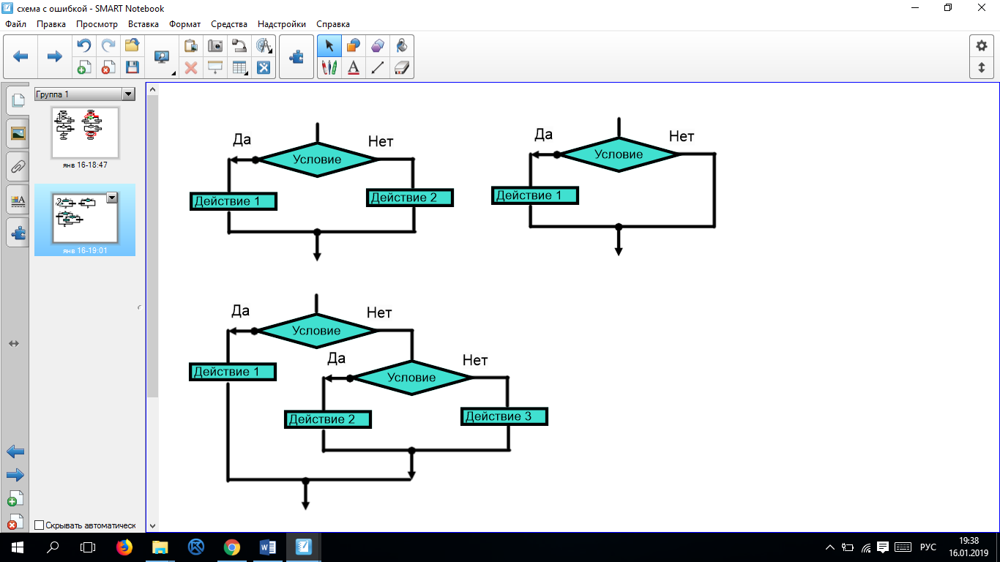 схема с ошибкой - SMART Notebook
Файл Правка Просмотр Вставка Формат Средства Надстройки Справка
Группа 1
1
янв 16-18:47
2
янв 16-19:01
Скрывать автоматическ
Да
Нет
Условие
Действие 1
Действие 2
Да
Нет
Условие
Действие 1
Да
Нет
Условие
Действие 1
Да
Нет
Условие
Действие 2
Действие 3
РУС
19:38
16.01.2019